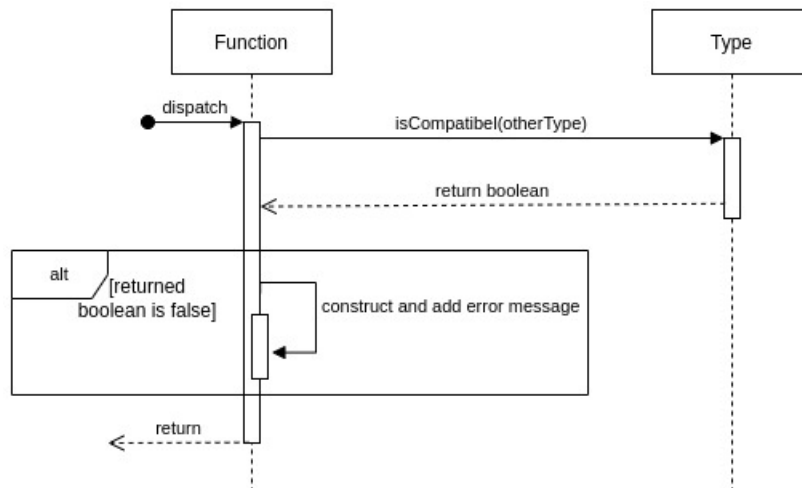 Function
Type
dispatch
isCompatibel(otherType)
return boolean
alt
[returned
boolean is false]
construct and add error message
return